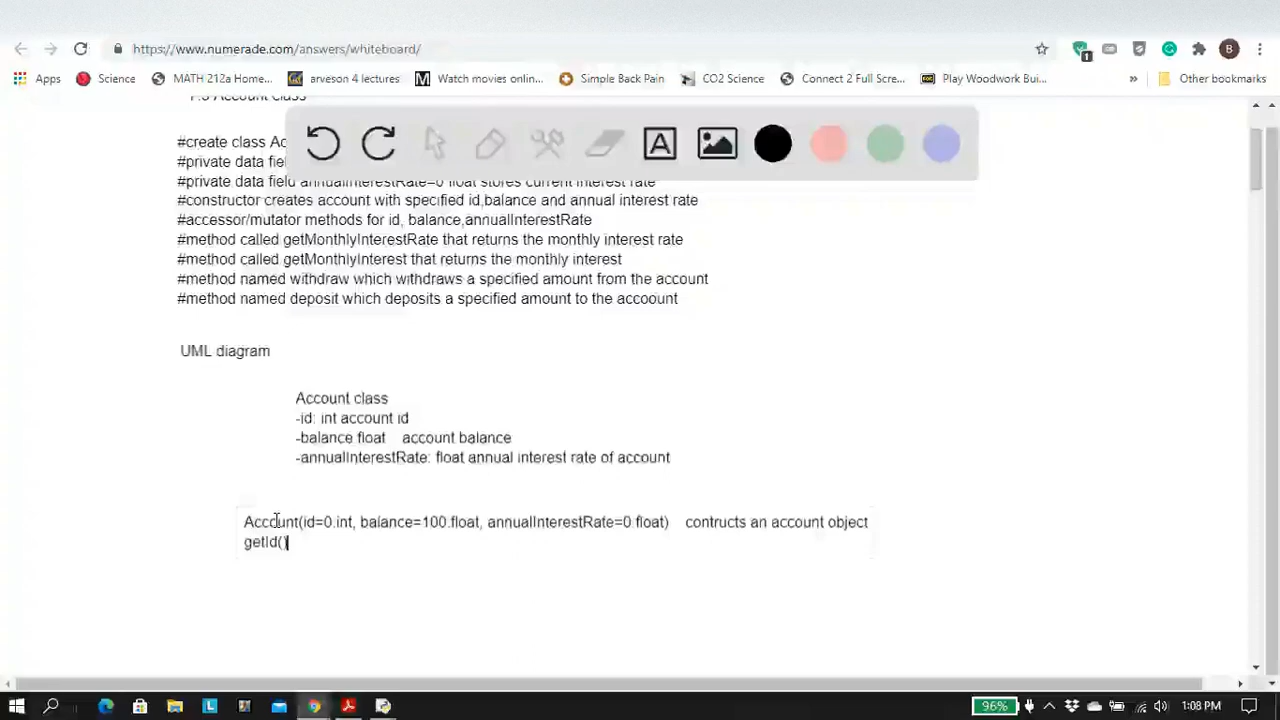 https://www.numerade.com/answers/whiteboard/
B
1
Apps Science MATH 212a Home... arveson 4 lectures Watch movies online... Simple Back Pain CO2 Science Connect 2 Full Scre... Play Woodwork Bui... » Other bookmarks
Account Class
#create class Ac
#private data field
#private data field annualInterestRate=0 float stores current interest rate
#constructor creates account with specified id,balance and annual interest rate
#accessor/mutator methods for id, balance,annualInterestRate
#method called getMonthlyInterestRate that returns the monthly interest rate
#method called getMonthlyInterest that returns the monthly interest
#method named withdraw which withdraws a specified amount from the account
#method named deposit which deposits a specified amount to the accoount
A
UML diagram
Account class
-id: int account id
-balance float account balance
-annualInterestRate: float annual interest rate of account
Account(id=0.int, balance=100.float, annualInterestRate=0 float) contructs an account object
getId()
96%
1:08 PM